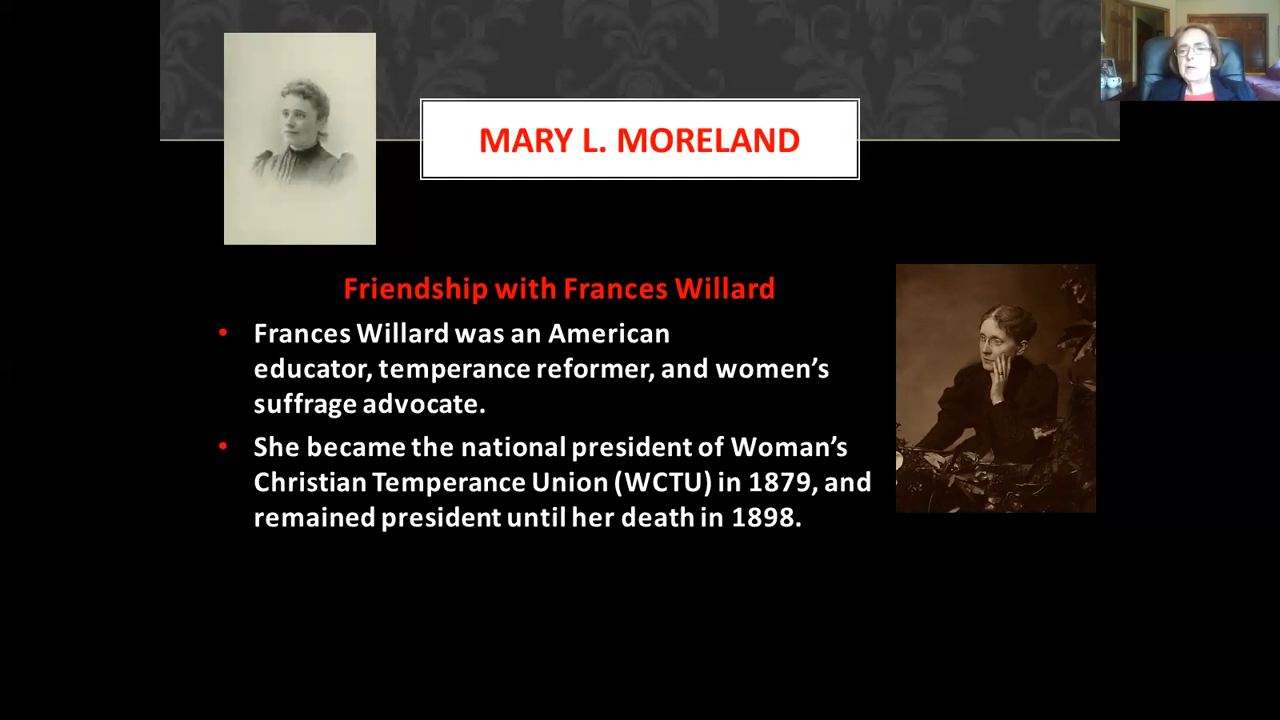 MARY L. MORELAND
Friendship with Frances Willard
• Frances Willard was an American
educator, temperance reformer, and women’s
suffrage advocate.
• She became the national president of Woman’s
Christian Temperance Union (WCTU) in 1879, and
remained president until her death in 1898.